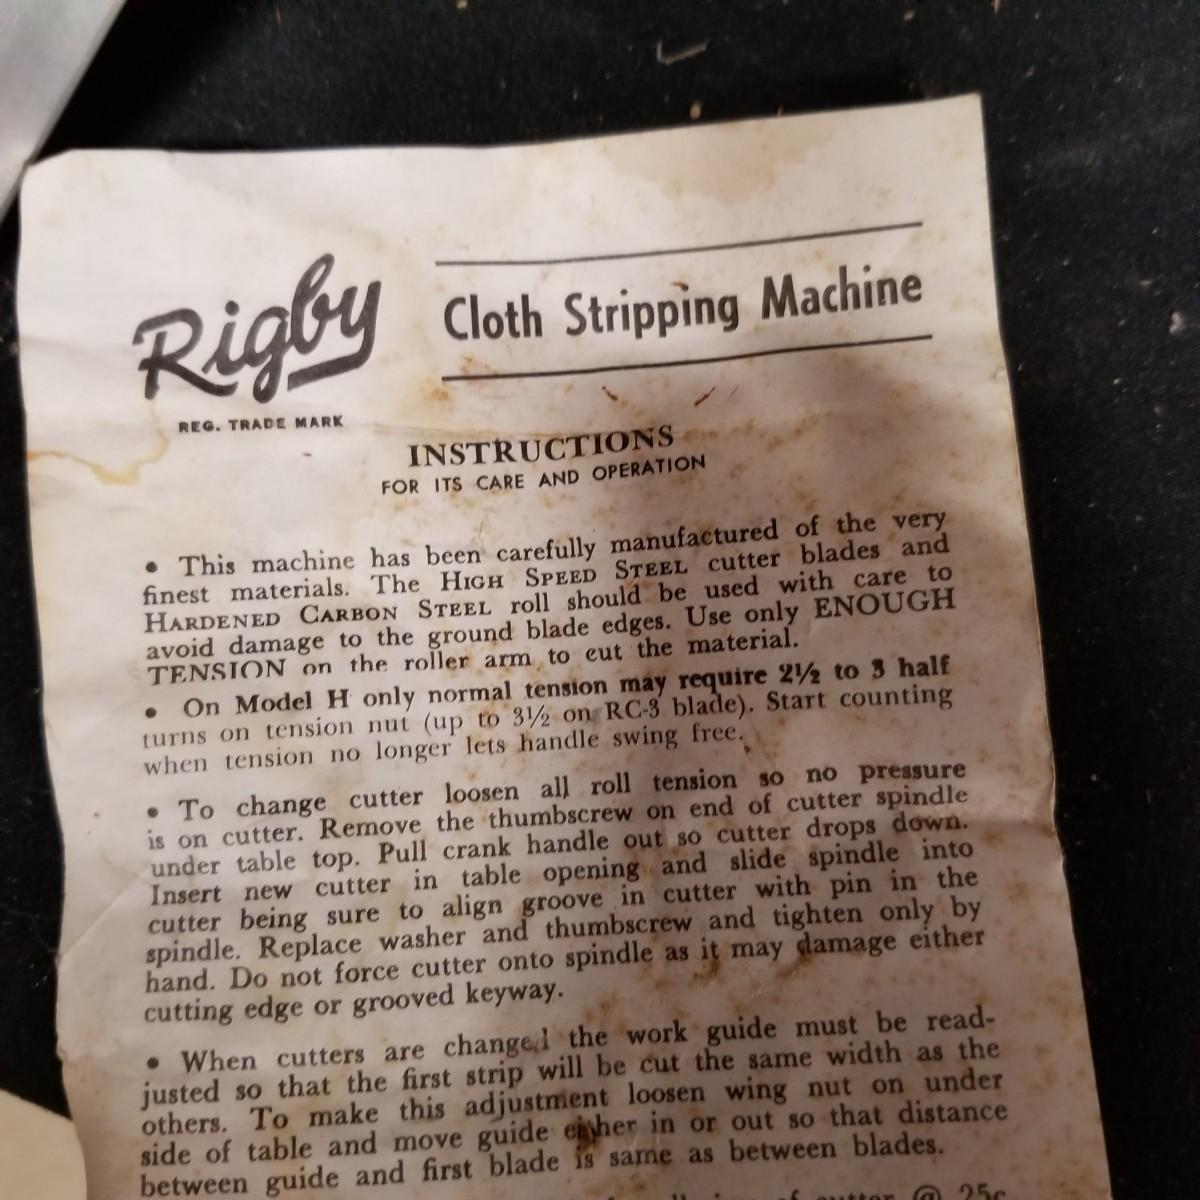 Rigby
REG. TRADE MARK
Cloth Stripping Machine
INSTRUCTIONS
FOR ITS CARE AND OPERATION
• This machine has been carefully manufactured of the very
finest materials. The HIGH SPEED STEEL cutter blades and
HARDENED CARBON STEEL roll should be used with care to
avoid damage to the ground blade edges. Use only ENOUGH
TENSION on the roller arm to cut the material.
• On Model H only normal tension may require 2½ to 3 half
turns on tension nut (up to 3½ on RC-3 blade). Start counting
when tension no longer lets handle swing free.
• To change cutter loosen all roll tension so no pressure
is on cutter. Remove the thumbscrew on end of cutter spindle
under table top. Pull crank handle out so cutter drops down.
Insert new cutter in table opening and slide spindle into
cutter being sure to align groove in cutter with pin in the
spindle. Replace washer and thumbscrew and tighten only by
hand. Do not force cutter onto spindle as it may damage either
cutting edge or grooved keyway.
• When cutters are changed the work guide must be read-
justed so that the first strip will be cut the same width as the
others. To make this adjustment loosen wing nut on under
side of table and move guide either in or out so that distance
between guide and first blade is same as between blades.
of cutter @ 25c